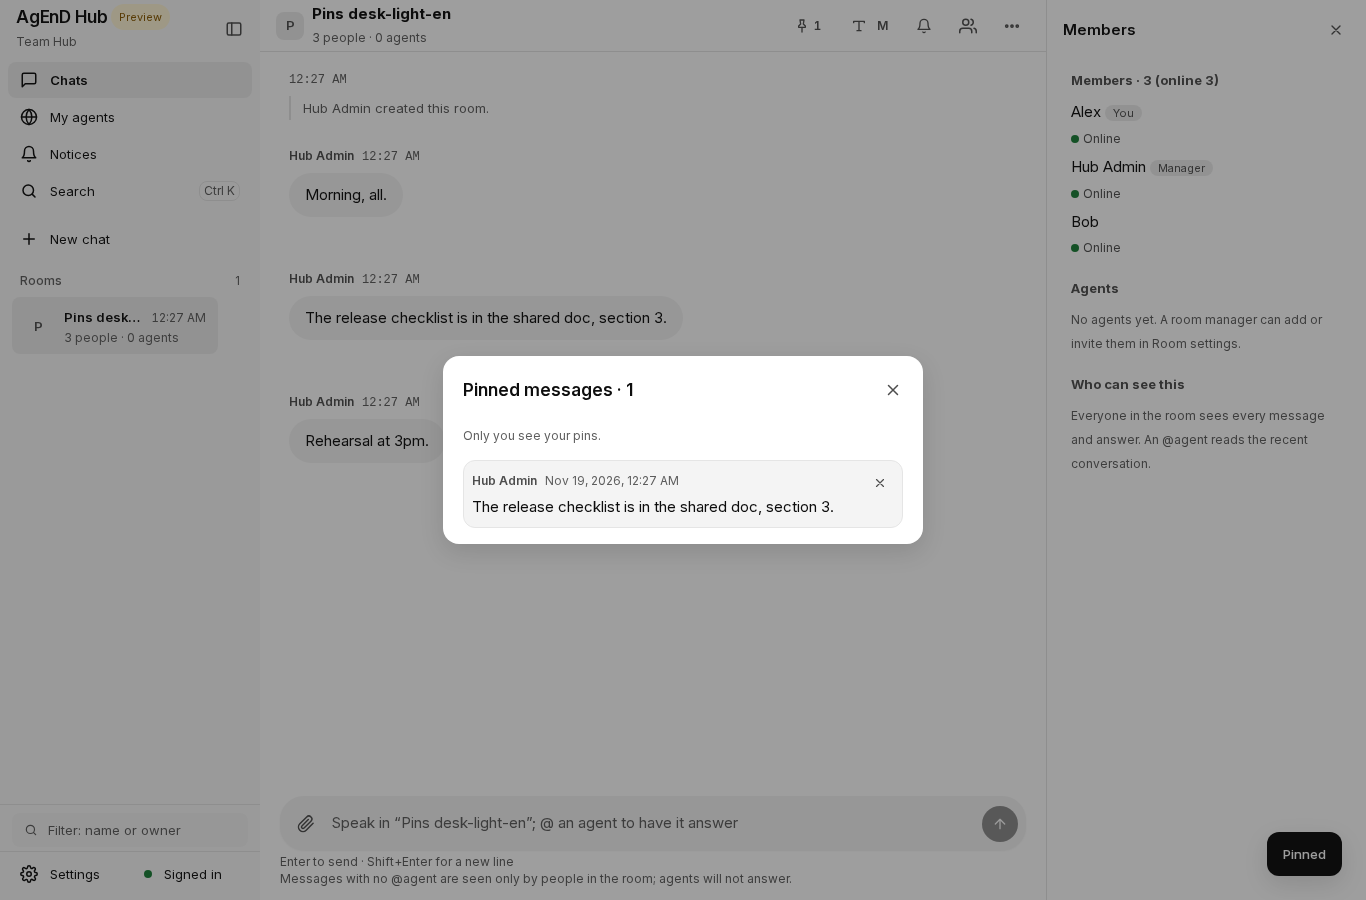 AgEnD Hub Preview
Team Hub
Chats
My agents
Notices
Search Ctrl K
New chat
Rooms 1
P Pins desk... 12:27 AM
3 people · 0 agents
Filter: name or owner
Settings Signed in
P Pins desk-light-en
3 people · 0 agents
1 M
12:27 AM
Hub Admin created this room.
Hub Admin 12:27 AM
Morning, all.
Hub Admin 12:27 AM
The release checklist is in the shared doc, section 3.
Hub Admin 12:27 AM
Rehearsal at 3pm.
Pinned messages · 1
Only you see your pins.
Hub Admin Nov 19, 2026, 12:27 AM
The release checklist is in the shared doc, section 3.
Speak in “Pins desk-light-en”; @ an agent to have it answer
Enter to send · Shift+Enter for a new line
Messages with no @agent are seen only by people in the room; agents will not answer.
Members
Members · 3 (online 3)
Alex You
Online
Hub Admin Manager
Online
Bob
Online
Agents
No agents yet. A room manager can add or
invite them in Room settings.
Who can see this
Everyone in the room sees every message
and answer. An @agent reads the recent
conversation.
Pinned